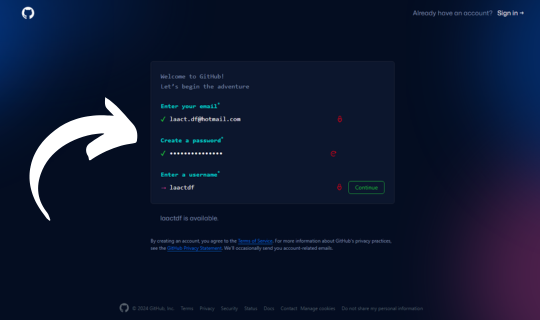 Already have an account? Sign in →
Welcome to GitHub!
Let's begin the adventure
Enter your email*
✓ laact.df@hotmail.com
Create a password*
✓ •••••••••••••••
Enter a username*
→ laactdf
Continue
laactdf is available.
By creating an account, you agree to the Terms of Service. For more information about GitHub's privacy practices,
see the GitHub Privacy Statement. We'll occasionally send you account-related emails.
© 2024 GitHub, Inc. Terms Privacy Security Status Docs Contact Manage cookies Do not share my personal information